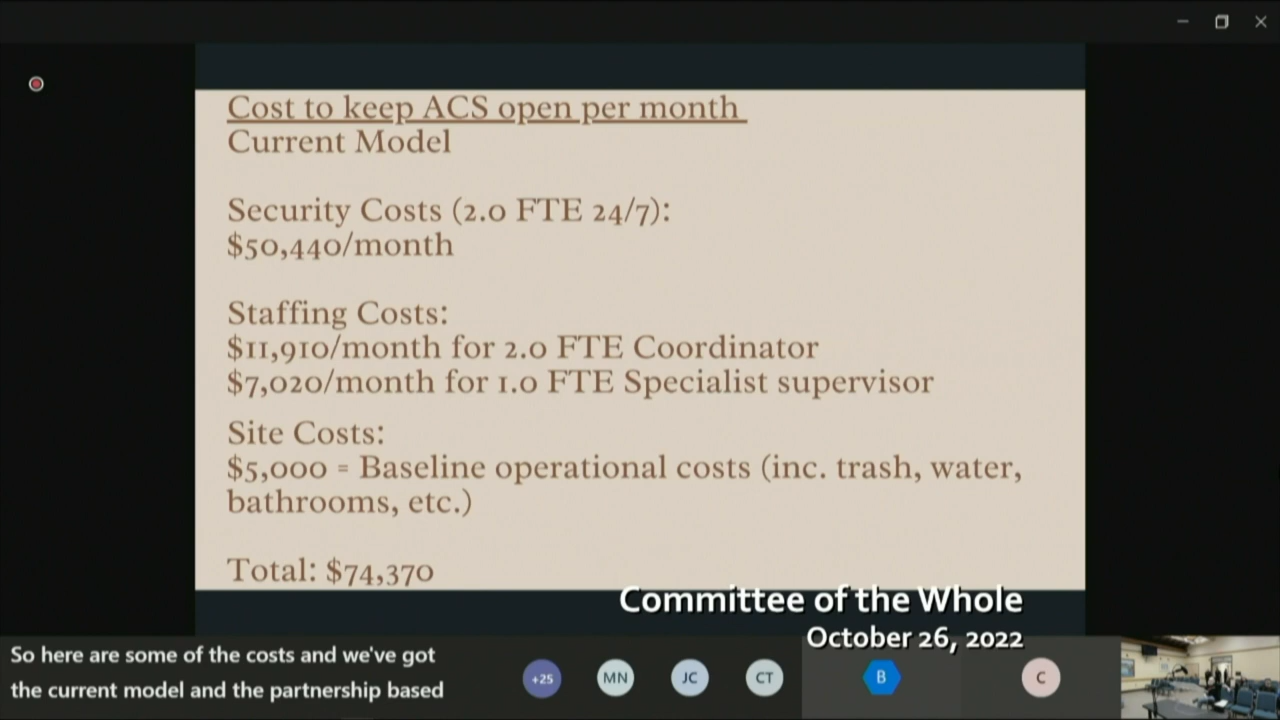 Cost to keep ACS open per month
Current Model
Security Costs (2.0 FTE 24/7):
$50,440/month
Staffing Costs:
$11,910/month for 2.0 FTE Coordinator
$7,020/month for 1.0 FTE Specialist supervisor
Site Costs:
$5,000 = Baseline operational costs (inc. trash, water,
bathrooms, etc.)
Total: $74,370
Committee of the Whole
October 26, 2022
So here are some of the costs and we've got
the current model and the partnership based
+25
MN
JC
CT
B
C